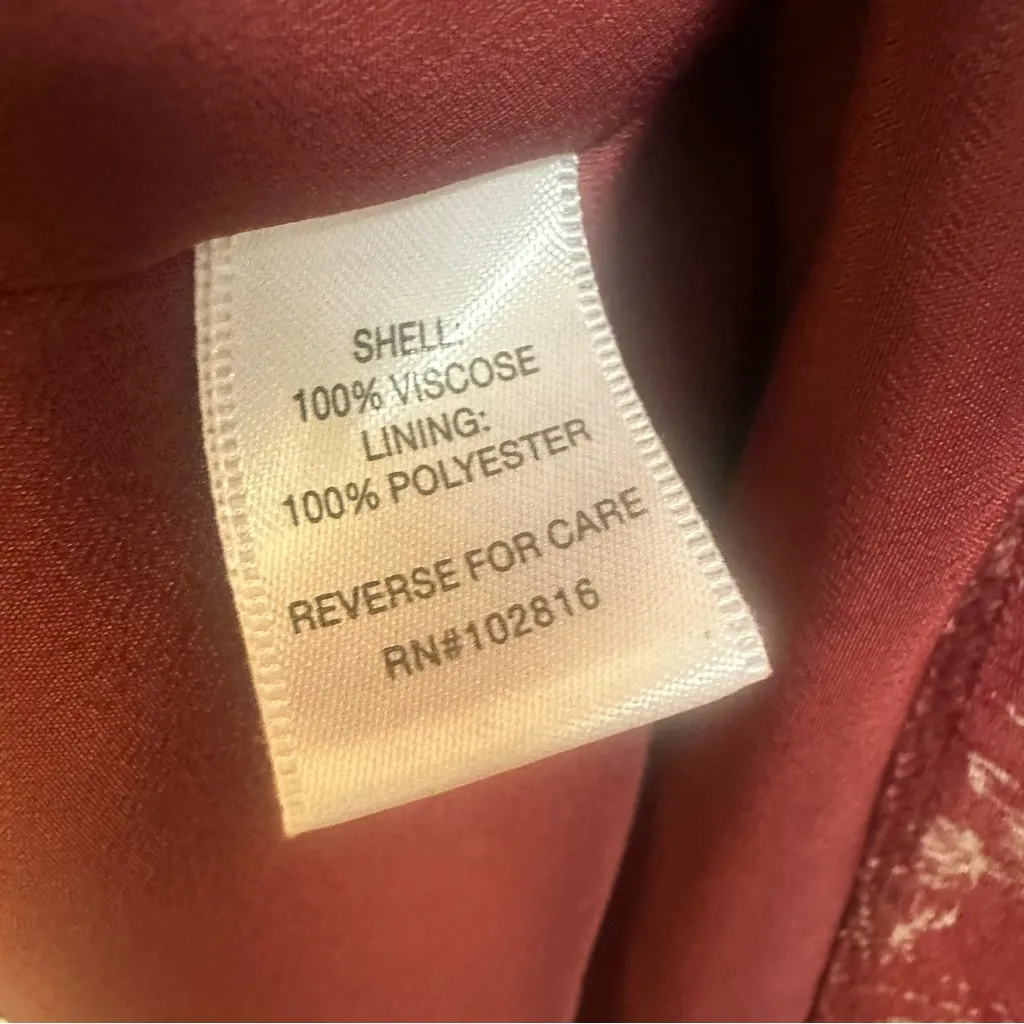 SHELL:
100% VISCOSE
LINING:
100% POLYESTER
REVERSE FOR CARE
RN#102816